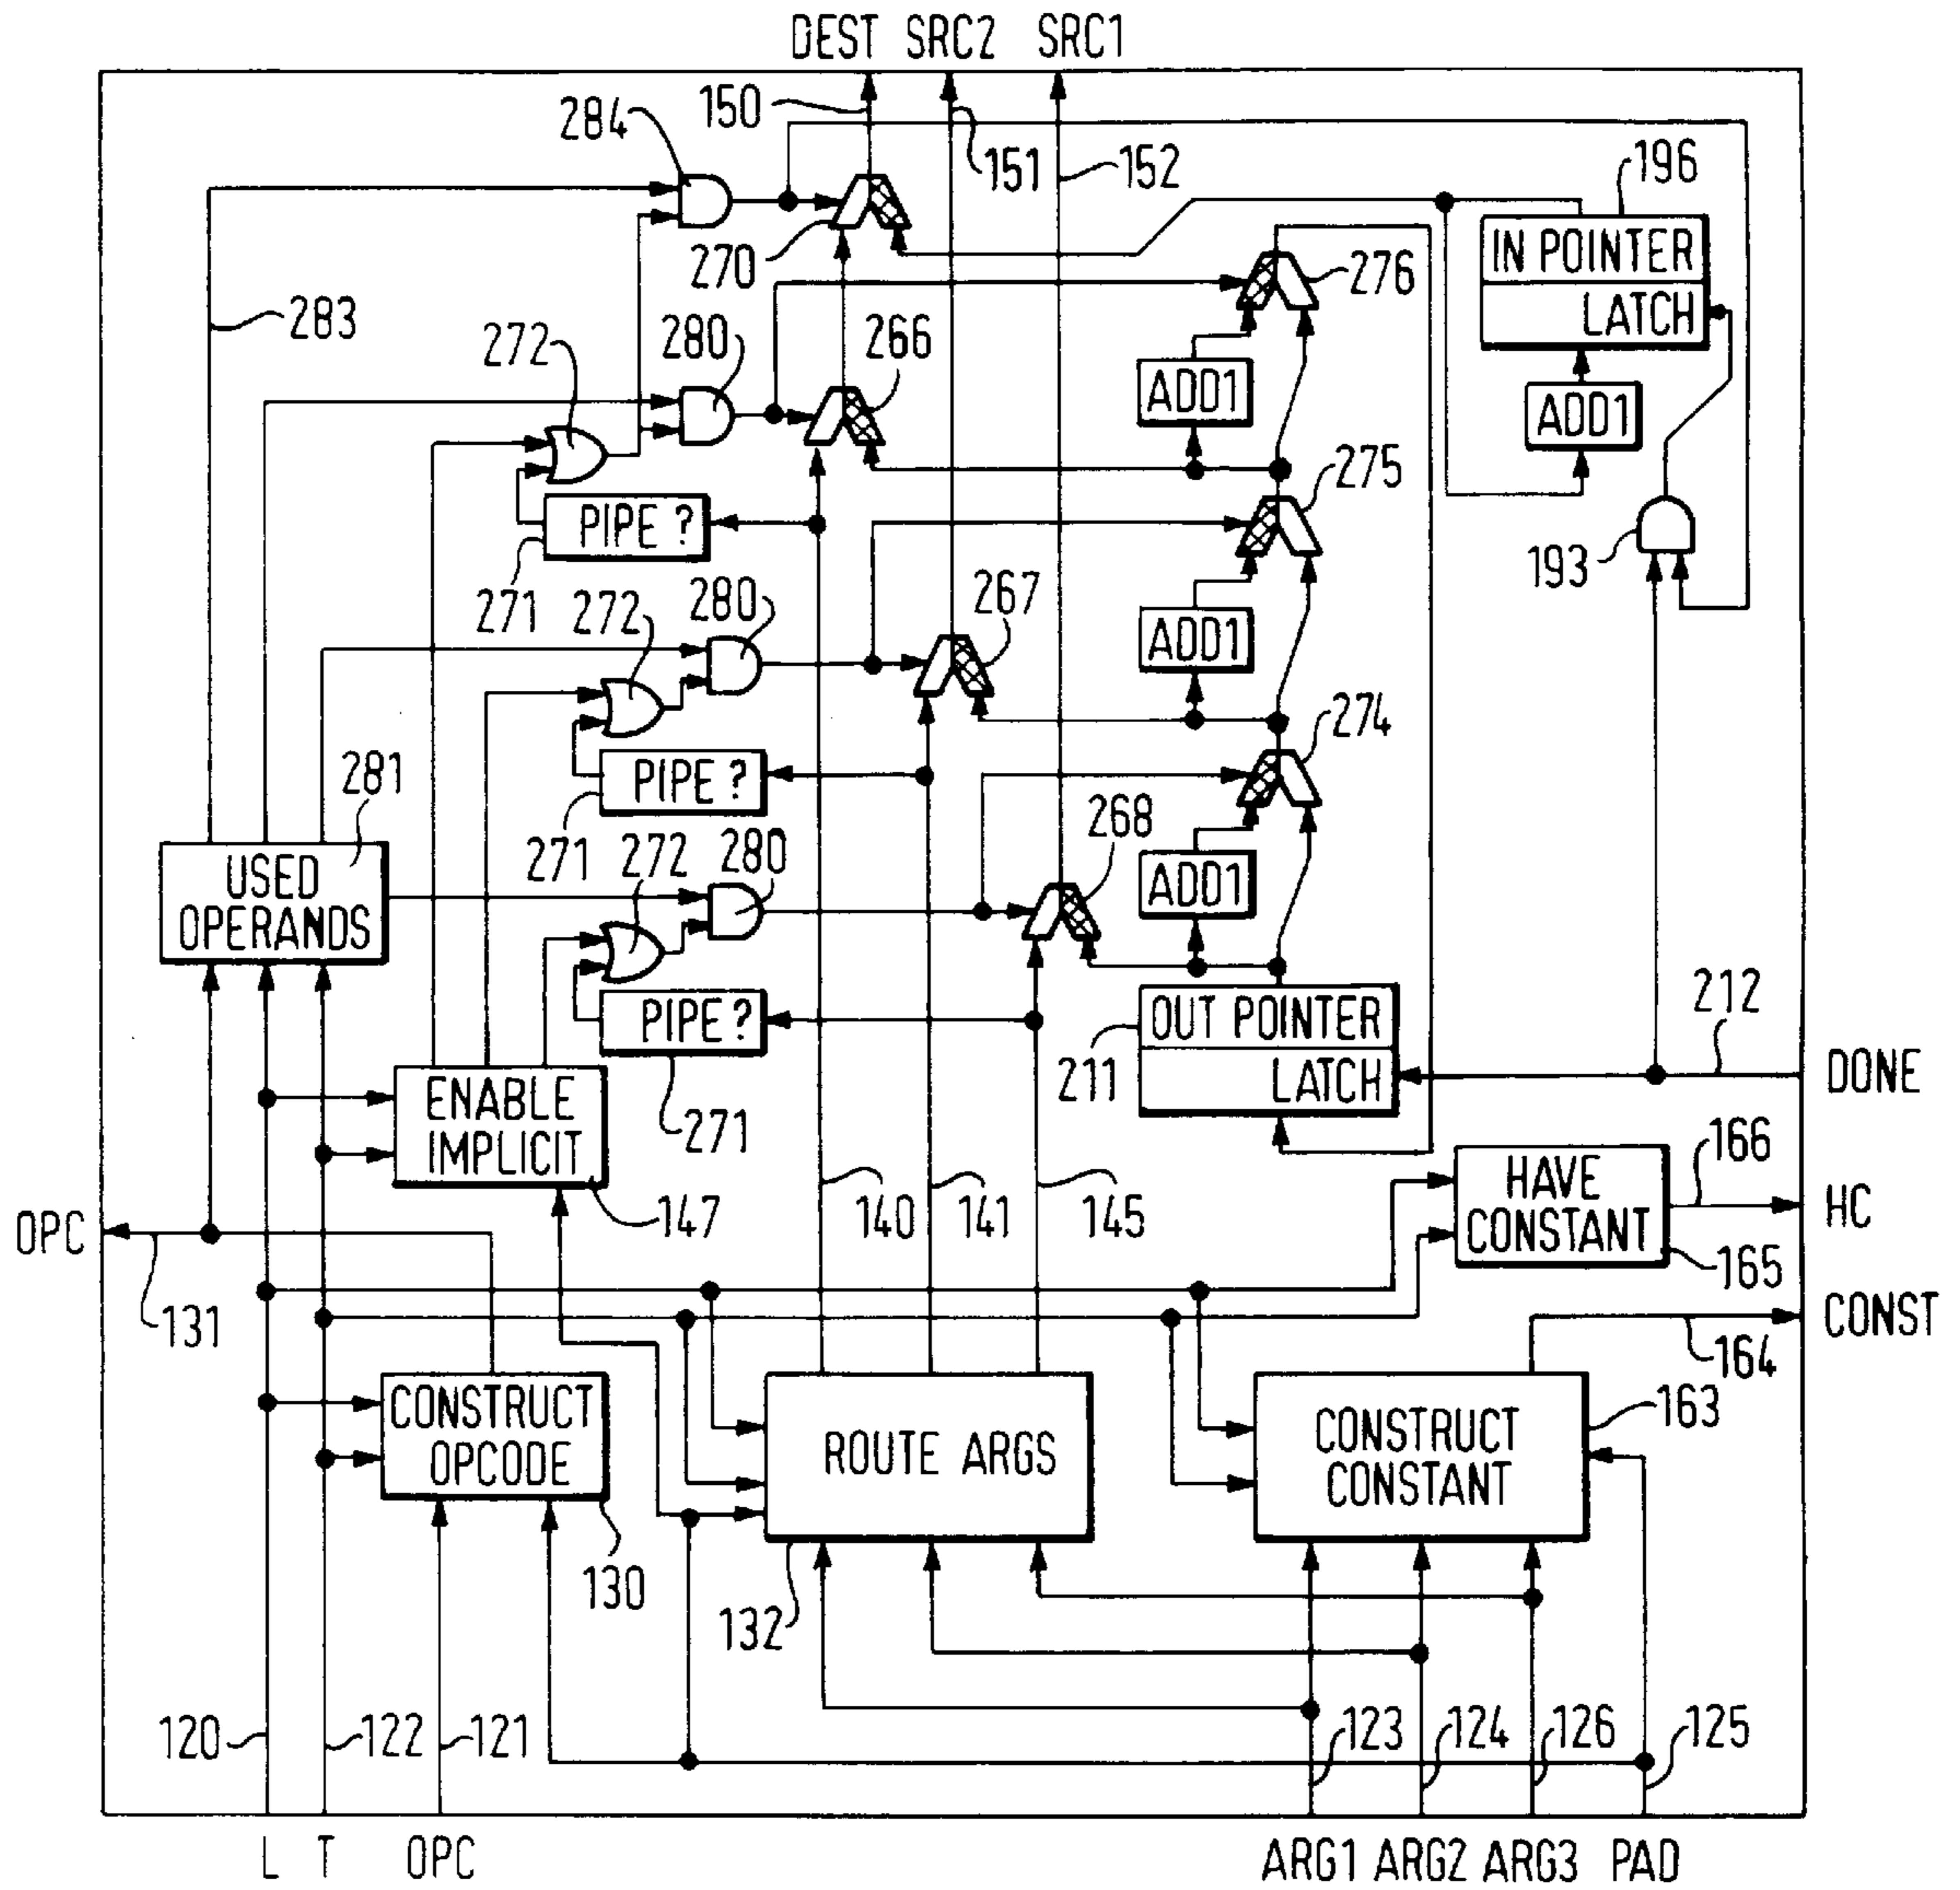 DEST SRC2 SRC1
284
150
151
152
196
IN POINTER
LATCH
270
276
283
272
280
266
ADD1
ADD1
275
PIPE ?
193
271
272
280
267
ADD1
281
PIPE ?
274
271
272
280
268
USED
OPERANDS
ADD1
212
PIPE ?
OUT POINTER
LATCH
211
DONE
ENABLE
IMPLICIT
271
166
HAVE
CONSTANT
HC
OPC
147
140
141
145
165
131
CONST
164
CONSTRUCT
OPCODE
ROUTE ARGS
CONSTRUCT
CONSTANT
163
130
132
120
122
121
123
124
126
125
L T OPC ARG1 ARG2 ARG3 PAD